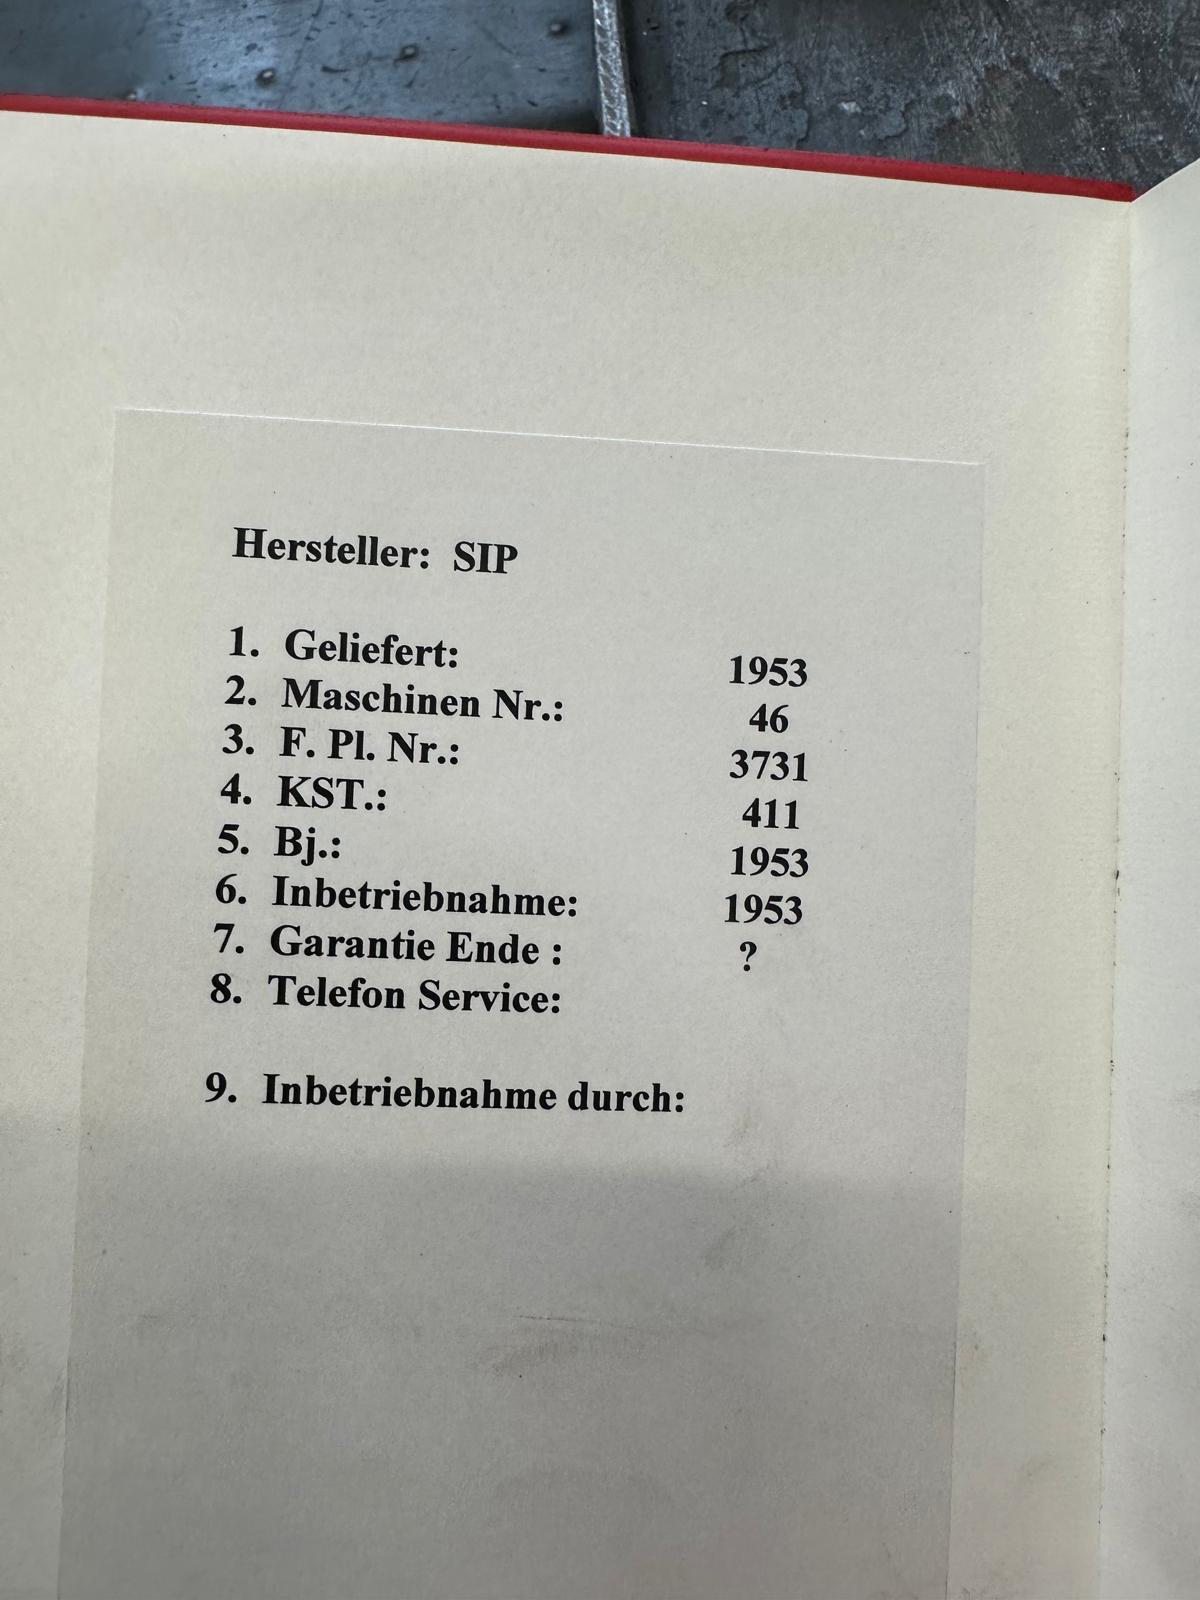 Hersteller: SIP
1. Geliefert: 1953
2. Maschinen Nr.: 46
3. F. Pl. Nr.: 3731
4. KST.: 411
5. Bj.: 1953
6. Inbetriebnahme: 1953
7. Garantie Ende : ?
8. Telefon Service:
9. Inbetriebnahme durch: